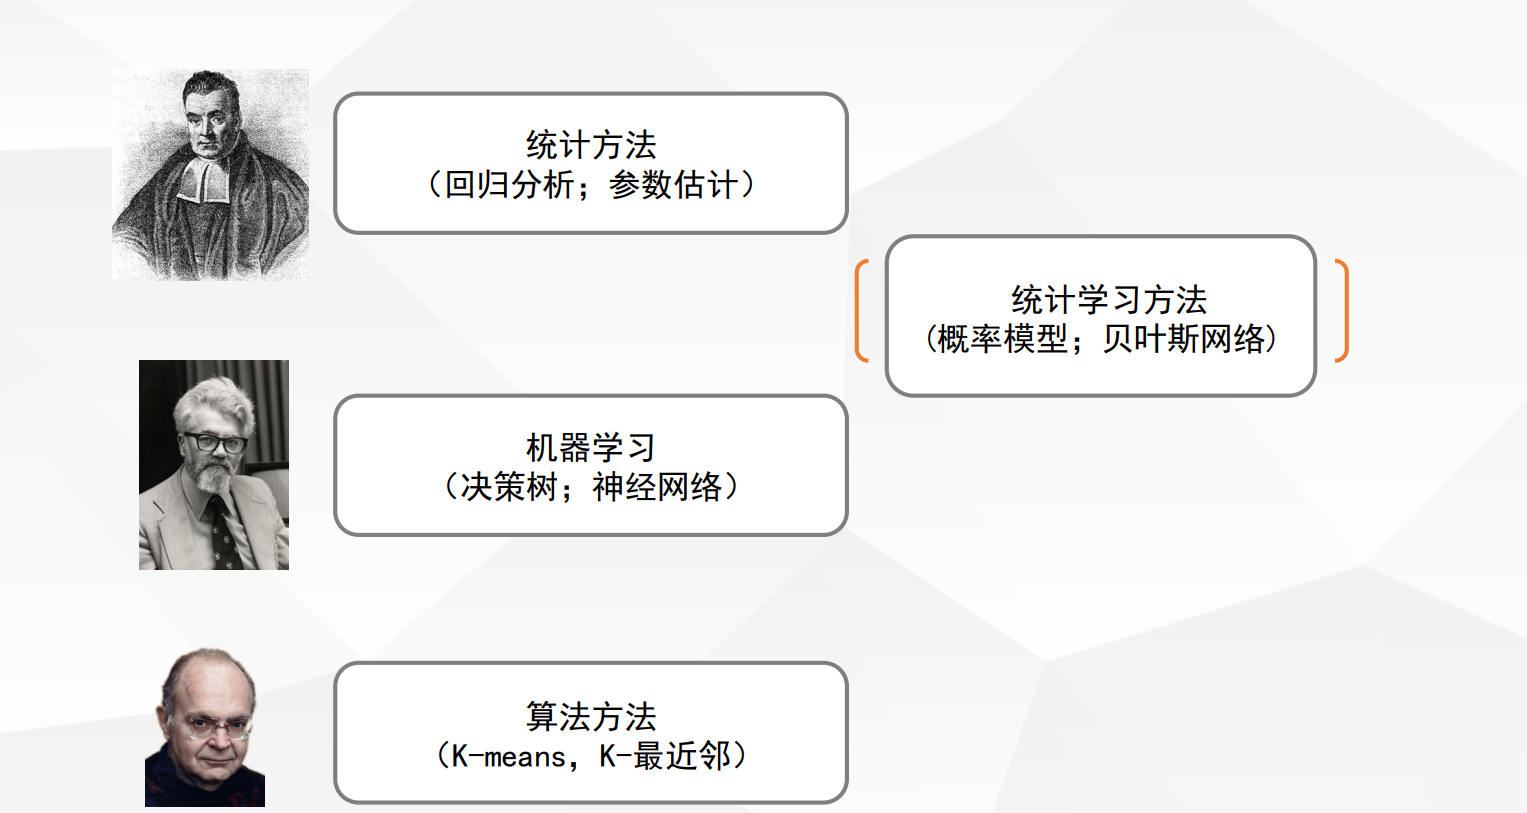 统计方法
（回归分析；参数估计）
统计学习方法
(概率模型；贝叶斯网络)
机器学习
（决策树；神经网络）
算法方法
（K-means，K-最近邻）